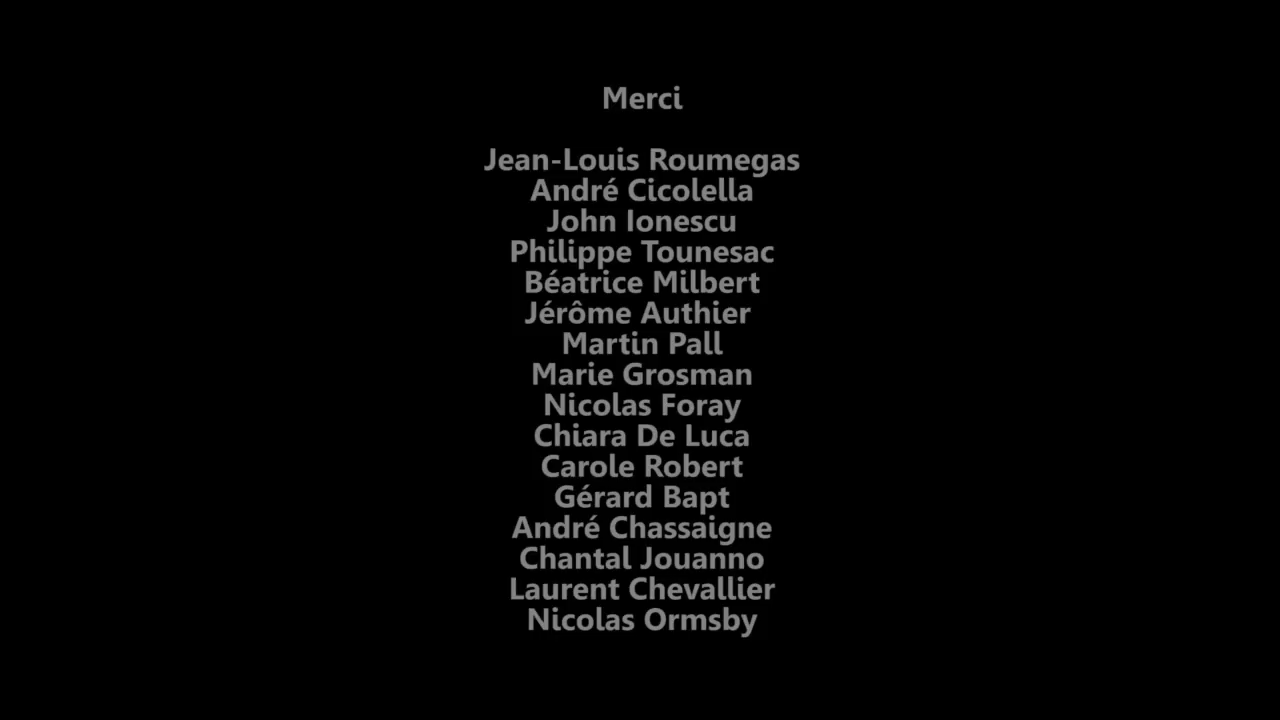 Merci
Jean-Louis Roumegas
André Cicolella
John Ionescu
Philippe Tounesac
Béatrice Milbert
Jérôme Authier
Martin Pall
Marie Grosman
Nicolas Foray
Chiara De Luca
Carole Robert
Gérard Bapt
André Chassaigne
Chantal Jouanno
Laurent Chevallier
Nicolas Ormsby